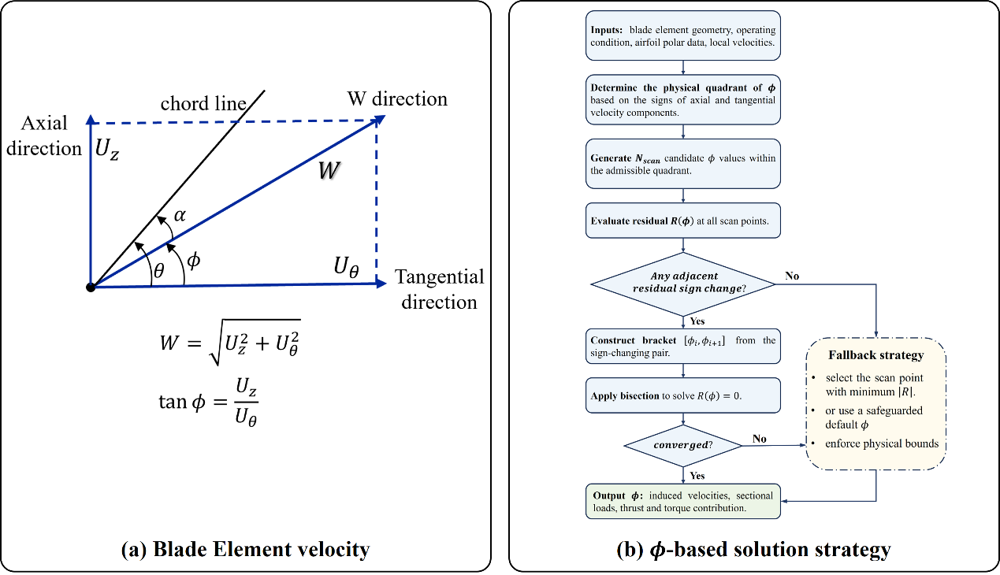 chord line
W direction
Axial
direction
U_z
W
α
θ
ϕ
U_θ
Tangential
direction
W = √(U_z^2 + U_θ^2)
tan ϕ = U_z / U_θ
(a) Blade Element velocity
Inputs: blade element geometry, operating
condition, airfoil polar data, local velocities.
Determine the physical quadrant of ϕ
based on the signs of axial and tangential
velocity components.
Generate N_scan candidate ϕ values within
the admissible quadrant.
Evaluate residual R(ϕ) at all scan points.
Any adjacent
residual sign change?
No
Yes
Construct bracket [ϕ_i, ϕ_{i+1}] from the
sign-changing pair.
Apply bisection to solve R(ϕ) = 0.
converged?
No
Yes
Fallback strategy
• select the scan point
with minimum |R|.
• or use a safeguarded
default ϕ
• enforce physical bounds
Output ϕ: induced velocities, sectional
loads, thrust and torque contribution.
(b) ϕ-based solution strategy